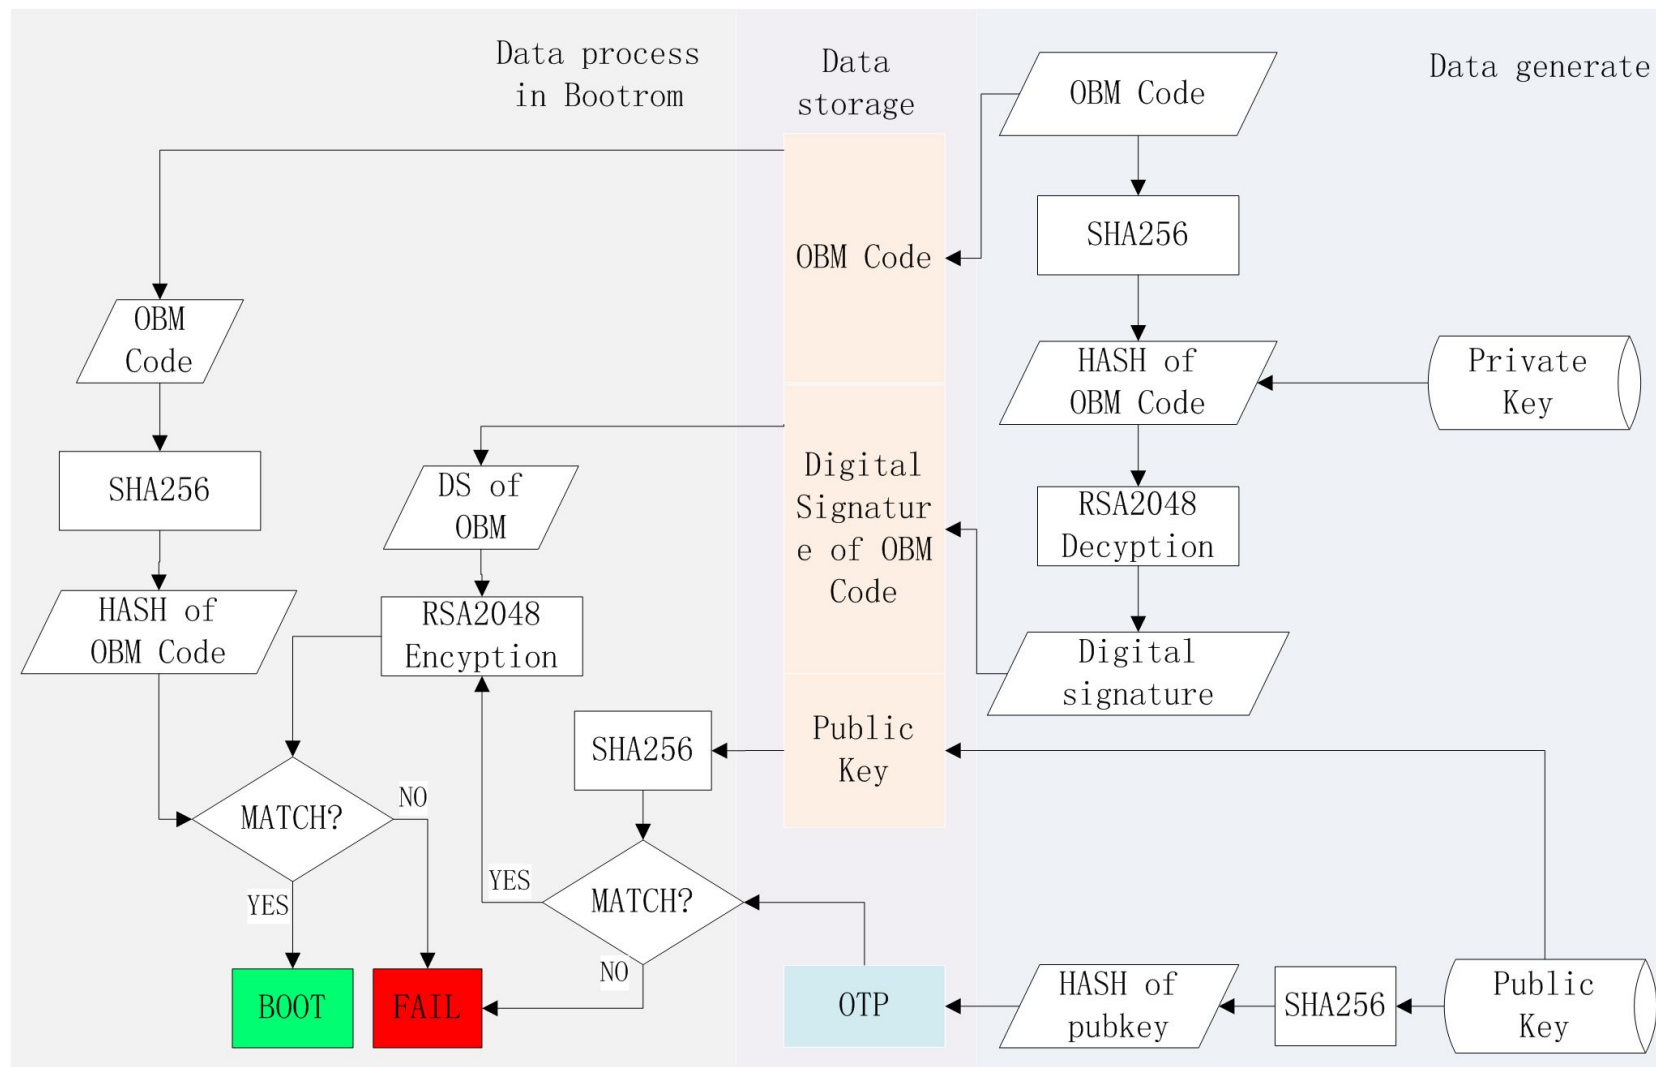 Data process
in Bootrom
Data
storage
Data generate
OBM Code
SHA256
HASH of
OBM Code
Private
Key
RSA2048
Decyption
Digital
signature
OBM Code
Digital
Signatur
e of OBM
Code
Public
Key
OBM
Code
SHA256
HASH of
OBM Code
DS of
OBM
RSA2048
Encyption
SHA256
MATCH?
NO
YES
MATCH?
YES
NO
BOOT
FAIL
OTP
HASH of
pubkey
SHA256
Public
Key